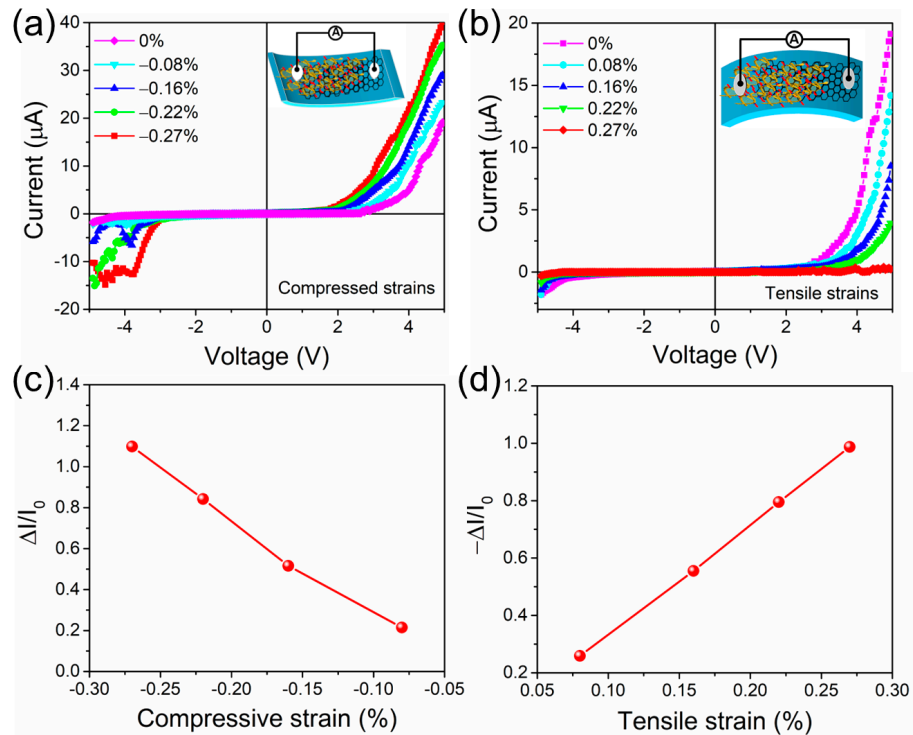 (a)
40
30
20
10
0
-10
-20
Current (μA)
0%
−0.08%
−0.16%
−0.22%
−0.27%
A
Compressed strains
-4 -2 0 2 4
Voltage (V)
(b)
20
15
10
5
0
Current (μA)
0%
0.08%
0.16%
0.22%
0.27%
A
Tensile strains
-4 -2 0 2 4
Voltage (V)
(c)
1.4
1.2
1.0
0.8
0.6
0.4
0.2
0.0
ΔI/I0
-0.30 -0.25 -0.20 -0.15 -0.10 -0.05
Compressive strain (%)
(d)
1.2
1.0
0.8
0.6
0.4
0.2
−ΔI/I0
0.05 0.10 0.15 0.20 0.25 0.30
Tensile strain (%)